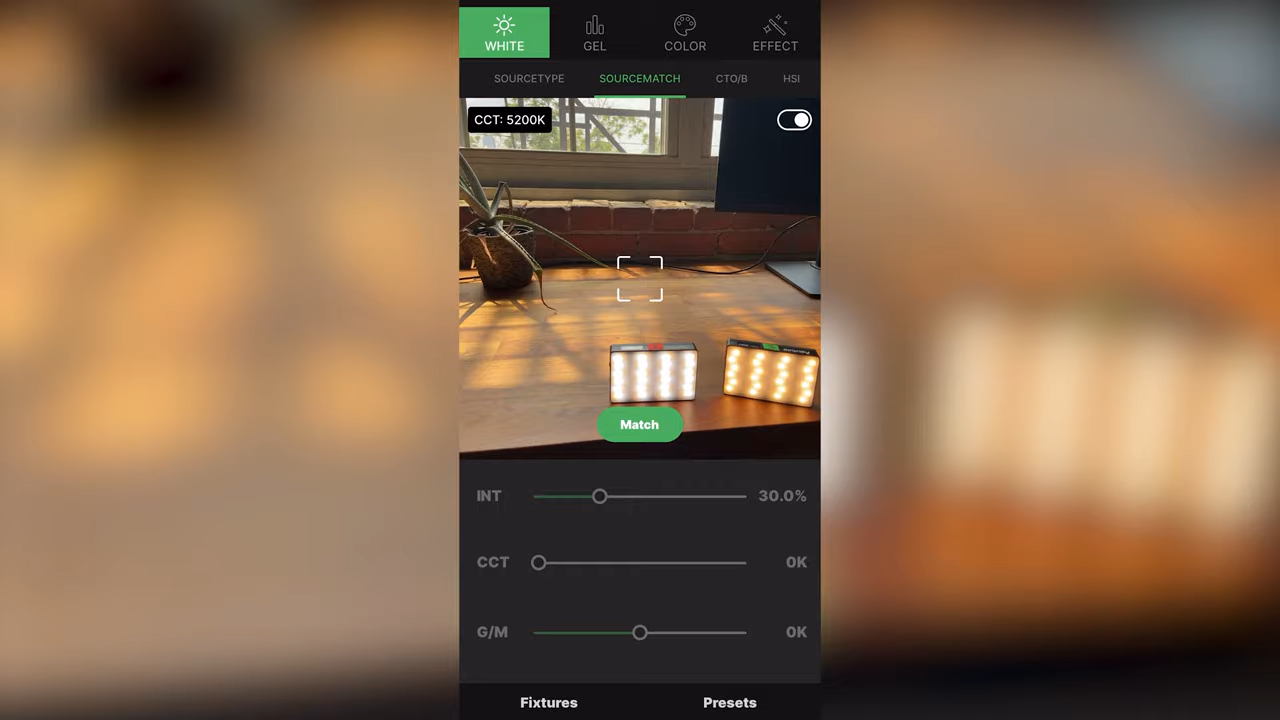 WHITE
GEL
COLOR
EFFECT
SOURCETYPE
SOURCEMATCH
CTO/B
HSI
CCT: 5200K
Match
INT
30.0%
CCT
0K
G/M
0K
Fixtures
Presets